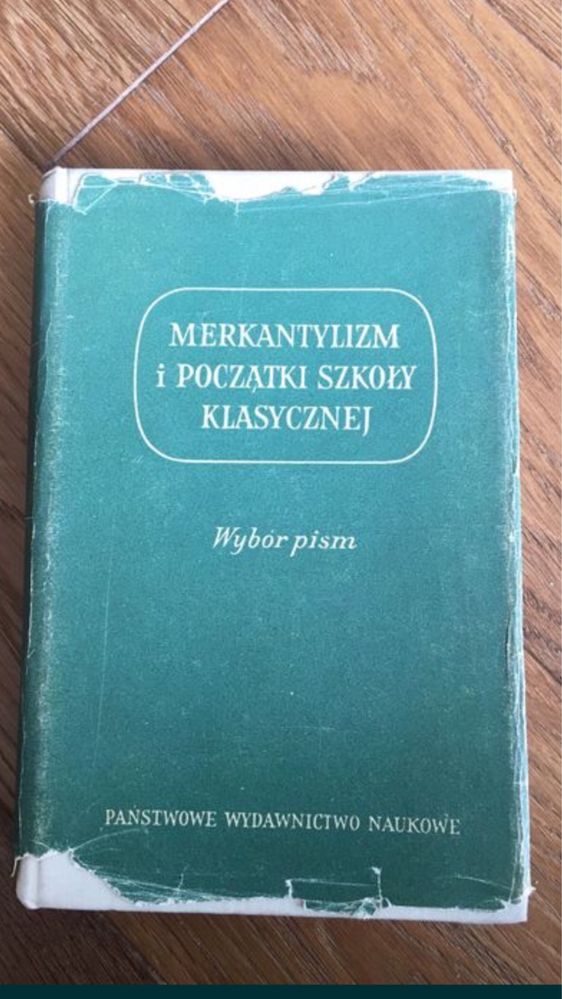 MERKANTYLIZM
i POCZĄTKI SZKOŁY
KLASYCZNEJ
Wybór pism
PAŃSTWOWE WYDAWNICTWO NAUKOWE